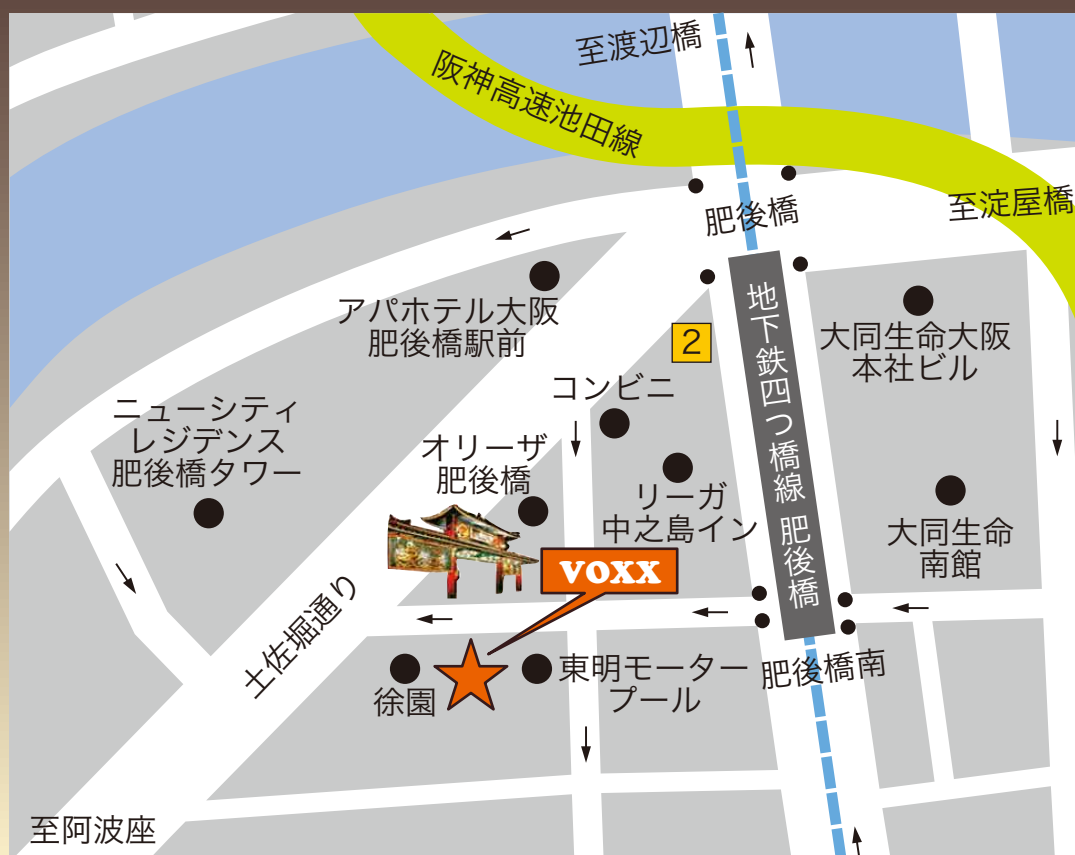 至渡辺橋
阪神高速池田線
至淀屋橋
肥後橋
アパホテル大阪
肥後橋駅前
2
地下鉄四つ橋線 肥後橋
大同生命大阪
本社ビル
コンビニ
ニューシティ
レジデンス
肥後橋タワー
オリーザ
肥後橋
リーガ
中之島イン
大同生命
南館
VOXX
土佐堀通り
徐園
東明モーター
プール
肥後橋南
至阿波座